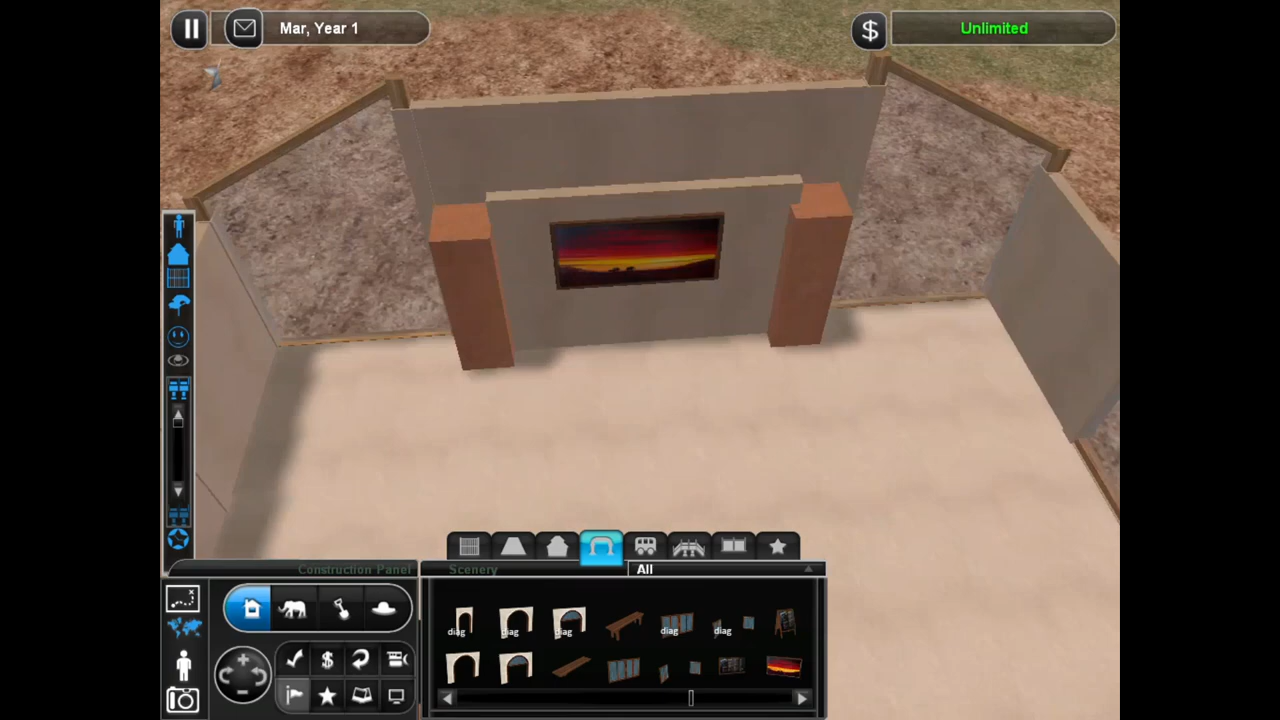 Mar, Year 1
$
Unlimited
Construction Panel
Scenery
All
diag diag diag diag diag
$